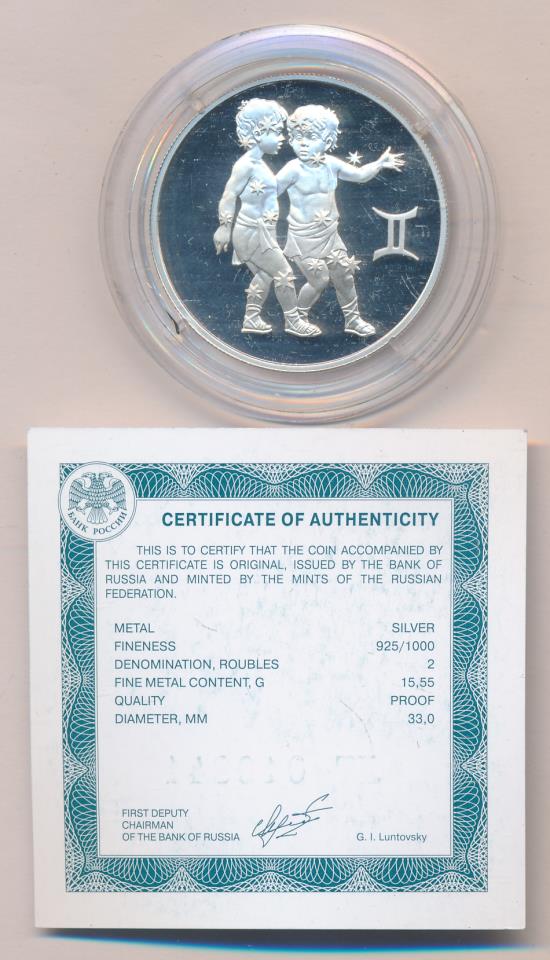 БАНК РОССИИ
CERTIFICATE OF AUTHENTICITY
THIS IS TO CERTIFY THAT THE COIN ACCOMPANIED BY
THIS CERTIFICATE IS ORIGINAL, ISSUED BY THE BANK OF
RUSSIA AND MINTED BY THE MINTS OF THE RUSSIAN
FEDERATION.
METAL SILVER
FINENESS 925/1000
DENOMINATION, ROUBLES 2
FINE METAL CONTENT, G 15,55
QUALITY PROOF
DIAMETER, MM 33,0
FIRST DEPUTY
CHAIRMAN
OF THE BANK OF RUSSIA G. I. Luntovsky